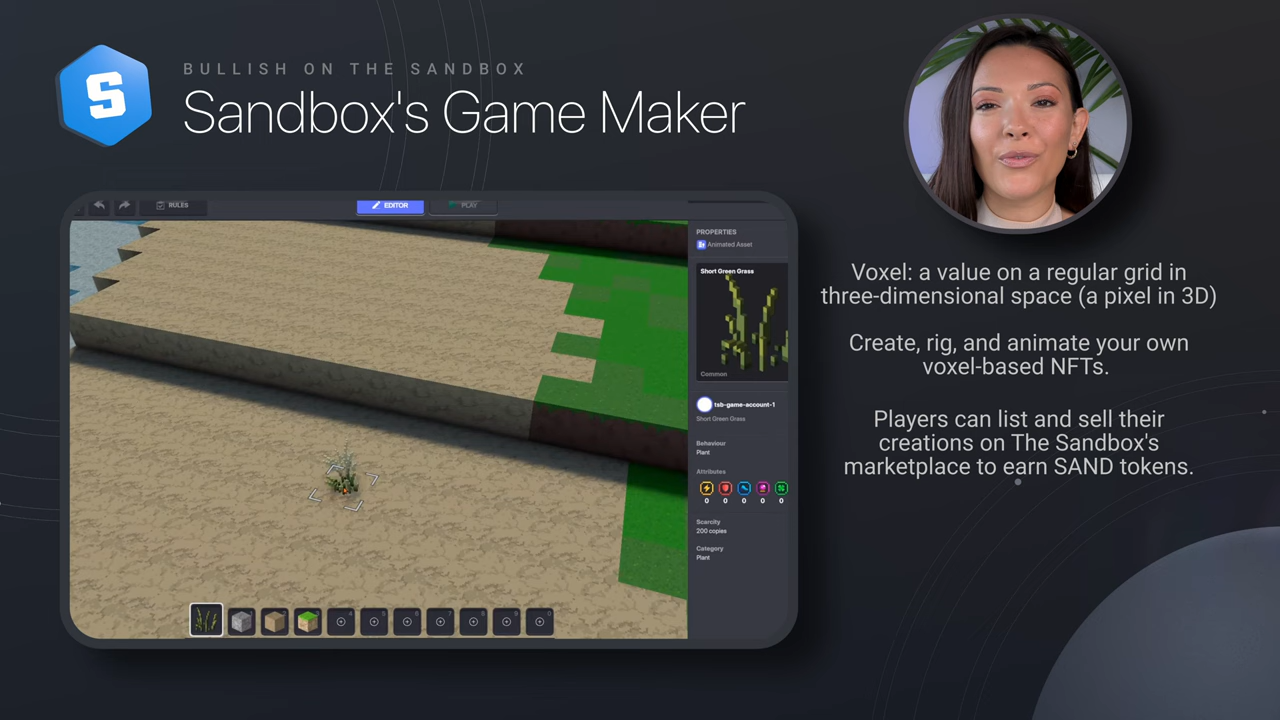 S
BULLISH ON THE SANDBOX
Sandbox's Game Maker
RULES
EDITOR
PLAY
PROPERTIES
Animated Asset
Short Green Grass
Common
tsb-game-account-1
Short Green Grass
Behaviour
Plant
Attributes
0 0 0 0 0
Scarcity
200 copies
Category
Plant
Voxel: a value on a regular grid in
three-dimensional space (a pixel in 3D)
Create, rig, and animate your own
voxel-based NFTs.
Players can list and sell their
creations on The Sandbox's
marketplace to earn SAND tokens.